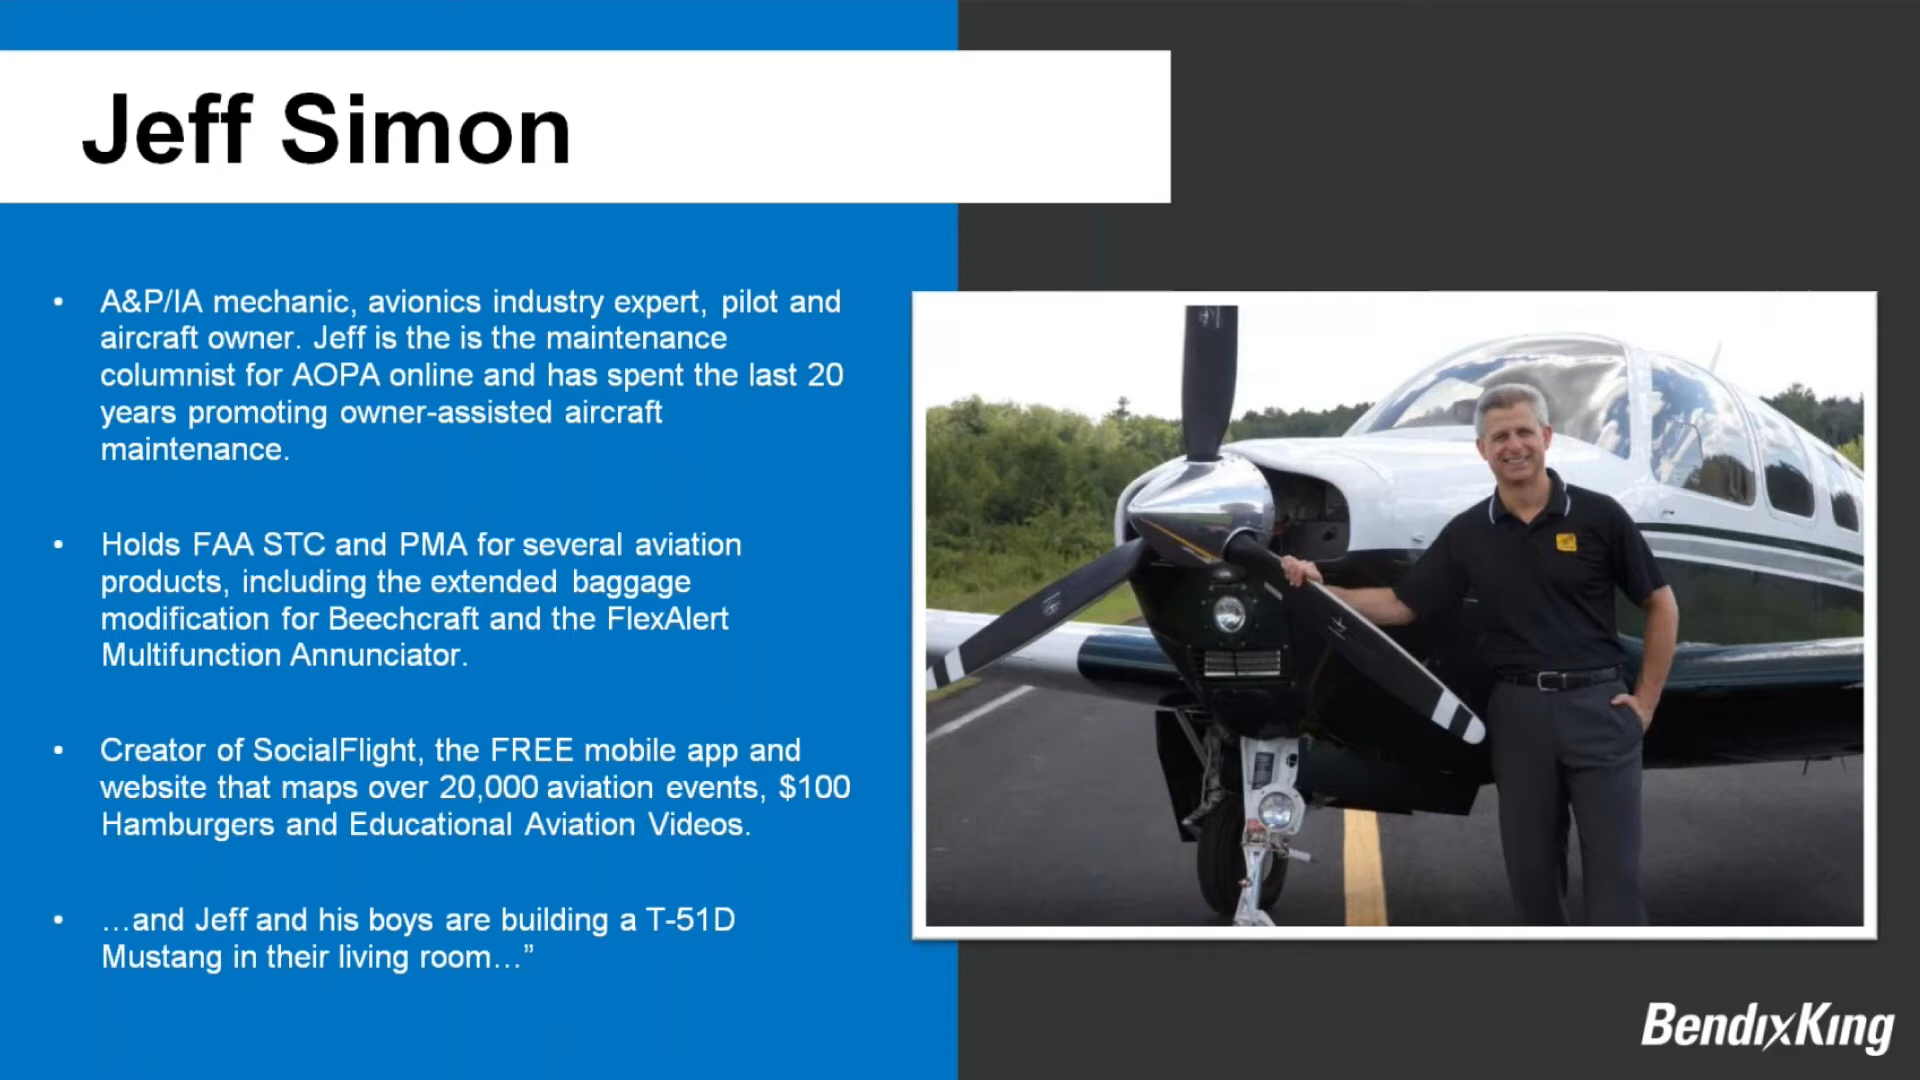 Jeff Simon
• A&P/IA mechanic, avionics industry expert, pilot and
aircraft owner. Jeff is the is the maintenance
columnist for AOPA online and has spent the last 20
years promoting owner-assisted aircraft
maintenance.
• Holds FAA STC and PMA for several aviation
products, including the extended baggage
modification for Beechcraft and the FlexAlert
Multifunction Annunciator.
• Creator of SocialFlight, the FREE mobile app and
website that maps over 20,000 aviation events, $100
Hamburgers and Educational Aviation Videos.
• …and Jeff and his boys are building a T-51D
Mustang in their living room…”
BendixKing